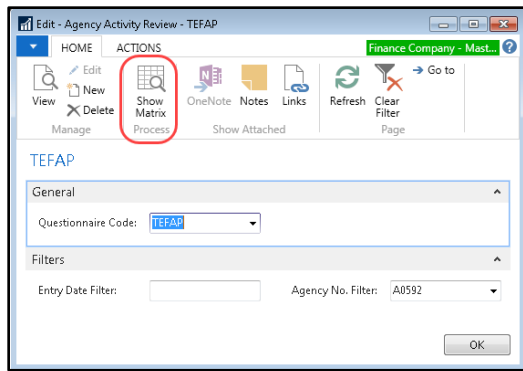 Edit - Agency Activity Review - TEFAP
HOME ACTIONS
Finance Company - Mast...
View
Edit
New
Delete
Manage
Show Matrix
Process
OneNote Notes Links
Show Attached
Refresh Clear Filter
Go to
Page
TEFAP
General
Questionnaire Code: TEFAP
Filters
Entry Date Filter: Agency No. Filter: A0592
OK